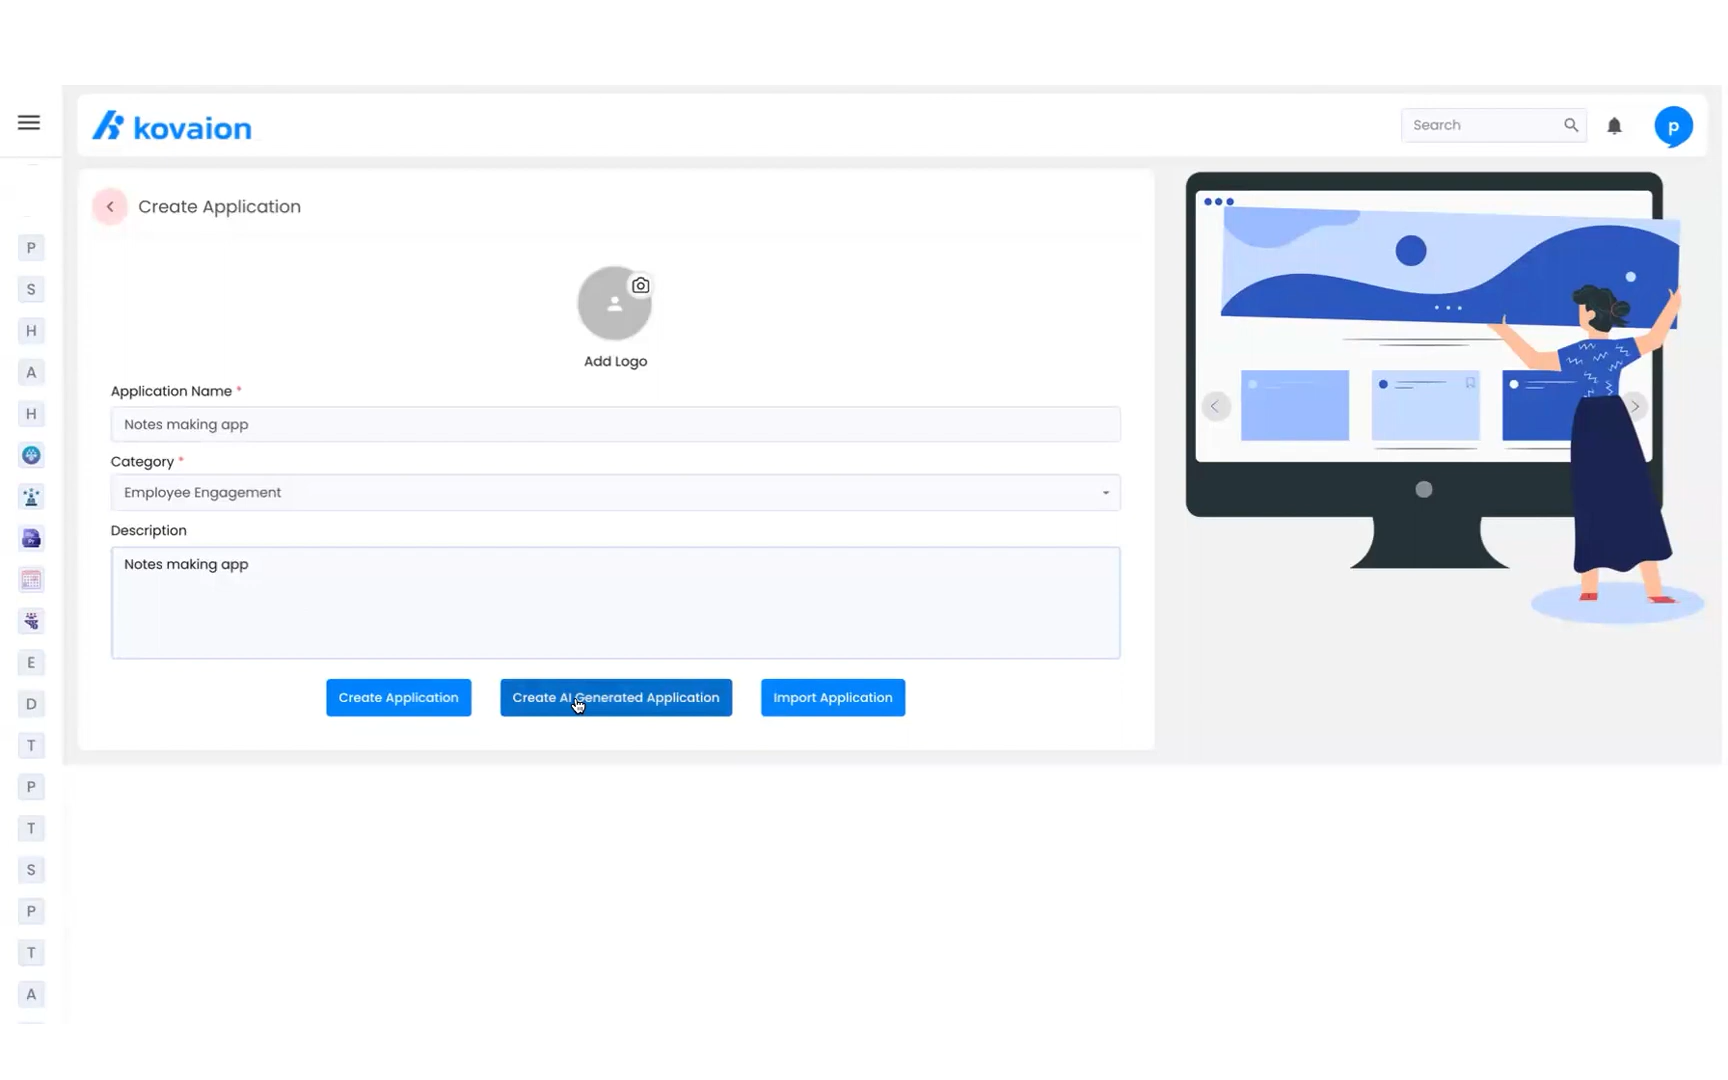 kovaion
Search
p
Create Application
Add Logo
Application Name *
Notes making app
Category *
Employee Engagement
Description
Notes making app
Create Application
Create AI Generated Application
Import Application
P
S
H
A
H
Pr
E
D
T
P
T
S
P
T
A